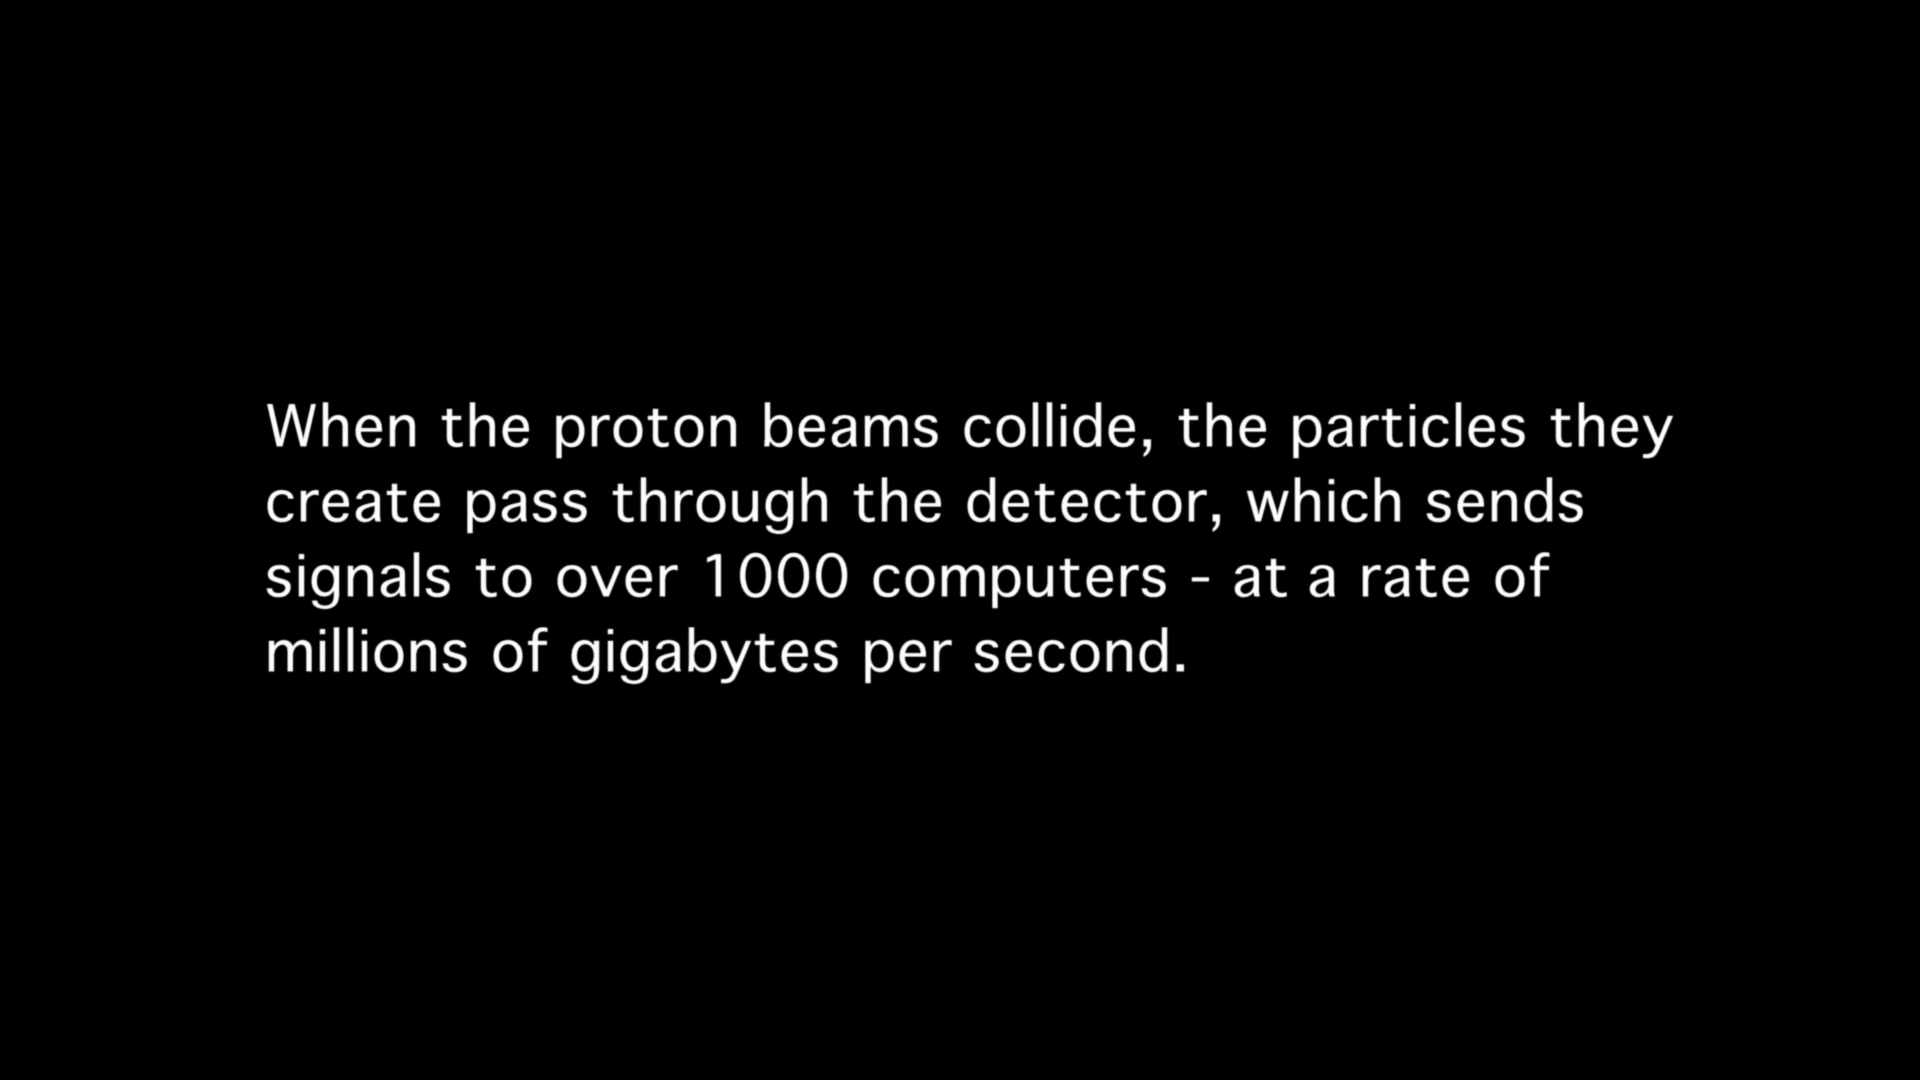 When the proton beams collide, the particles they
create pass through the detector, which sends
signals to over 1000 computers - at a rate of
millions of gigabytes per second.